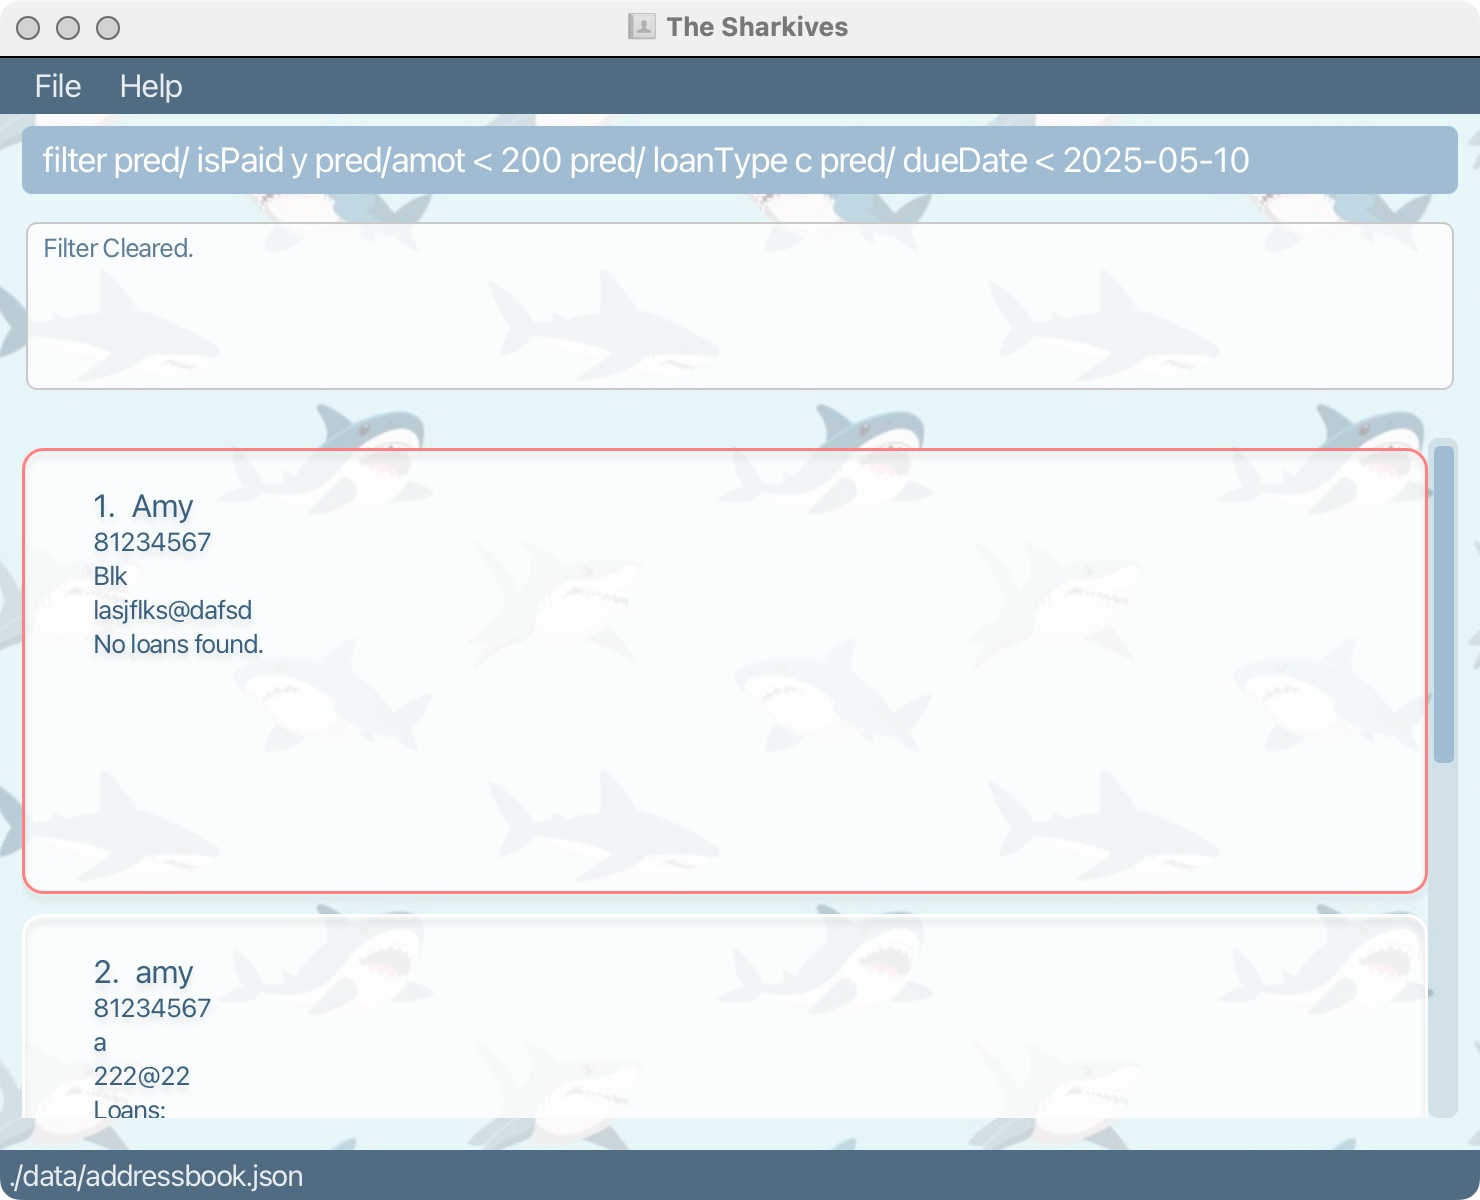 The Sharkives
File Help
filter pred/ isPaid y pred/amot < 200 pred/ loanType c pred/ dueDate < 2025-05-10
Filter Cleared.
1. Amy
81234567
Blk
lasjflks@dafsd
No loans found.
2. amy
81234567
a
222@22
Loans:
./data/addressbook.json